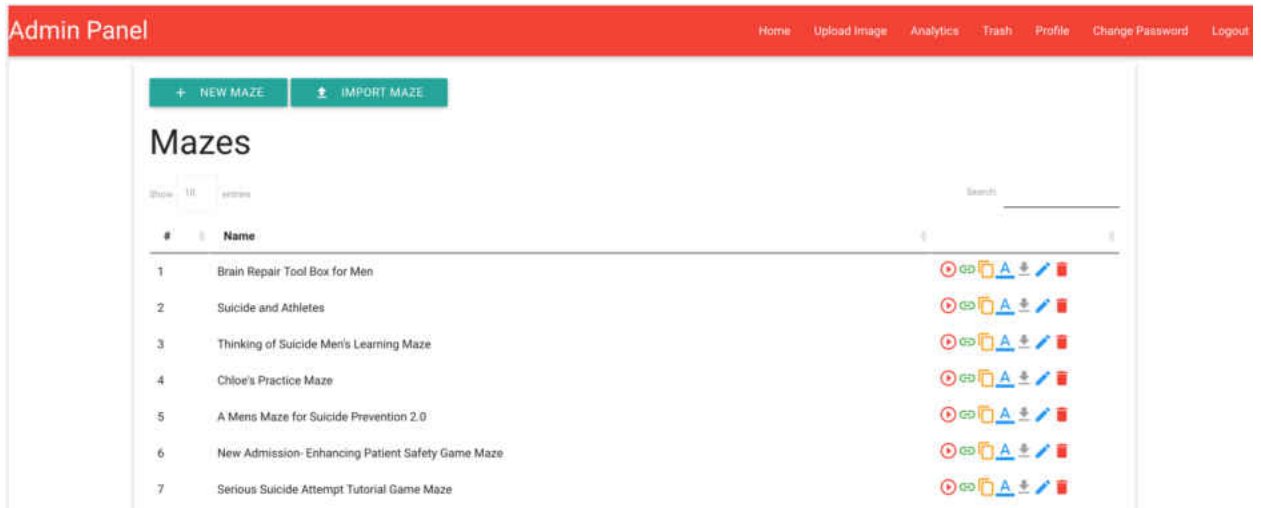 Admin Panel Home Upload Image Analytics Trash Profile Change Password Logout
+ NEW MAZE IMPORT MAZE
Mazes
Show 10 entries Search:
# Name
1 Brain Repair Tool Box for Men
2 Suicide and Athletes
3 Thinking of Suicide Men's Learning Maze
4 Chloe's Practice Maze
5 A Mens Maze for Suicide Prevention 2.0
6 New Admission- Enhancing Patient Safety Game Maze
7 Serious Suicide Attempt Tutorial Game Maze